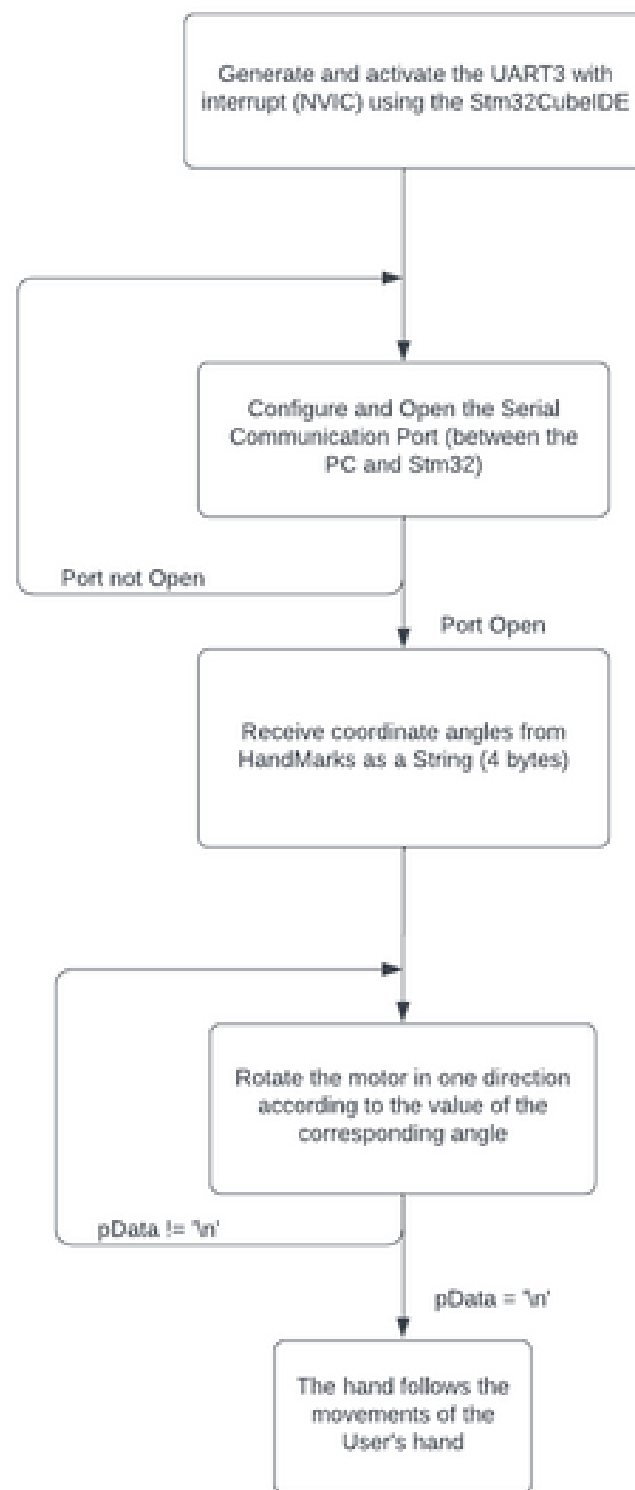 Generate and activate the UART3 with
interrupt (NVIC) using the Stm32CubeIDE
Configure and Open the Serial
Communication Port (between the
PC and Stm32)
Port not Open
Port Open
Receive coordinate angles from
HandMarks as a String (4 bytes)
Rotate the motor in one direction
according to the value of the
corresponding angle
pData != '\n'
pData = '\n'
The hand follows the
movements of the
User's hand